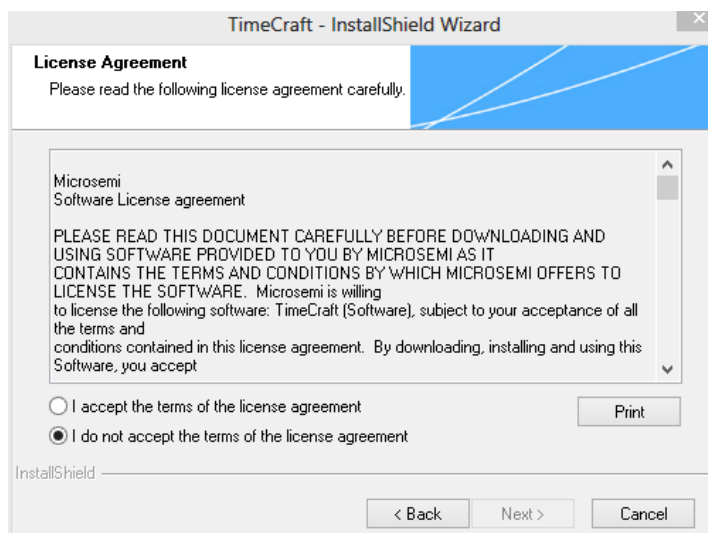 TimeCraft - InstallShield Wizard
License Agreement
Please read the following license agreement carefully.
Microsemi
Software License agreement
PLEASE READ THIS DOCUMENT CAREFULLY BEFORE DOWNLOADING AND
USING SOFTWARE PROVIDED TO YOU BY MICROSEMI AS IT
CONTAINS THE TERMS AND CONDITIONS BY WHICH MICROSEMI OFFERS TO
LICENSE THE SOFTWARE.  Microsemi is willing
to license the following software: TimeCraft (Software), subject to your acceptance of all
the terms and
conditions contained in this license agreement.  By downloading, installing and using this
Software, you accept
I accept the terms of the license agreement
Print
I do not accept the terms of the license agreement
InstallShield
< Back
Next >
Cancel